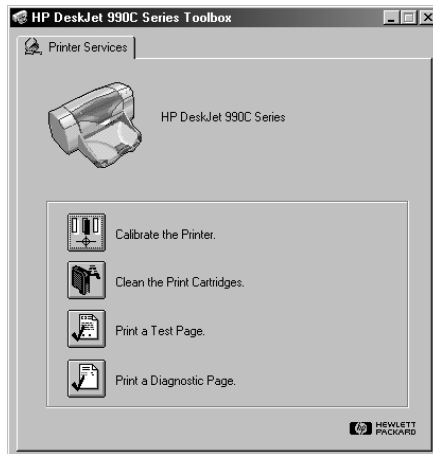 HP DeskJet 990C Series Toolbox
Printer Services
HP DeskJet 990C Series
Calibrate the Printer.
Clean the Print Cartridges.
Print a Test Page.
Print a Diagnostic Page.
hp HEWLETT
PACKARD